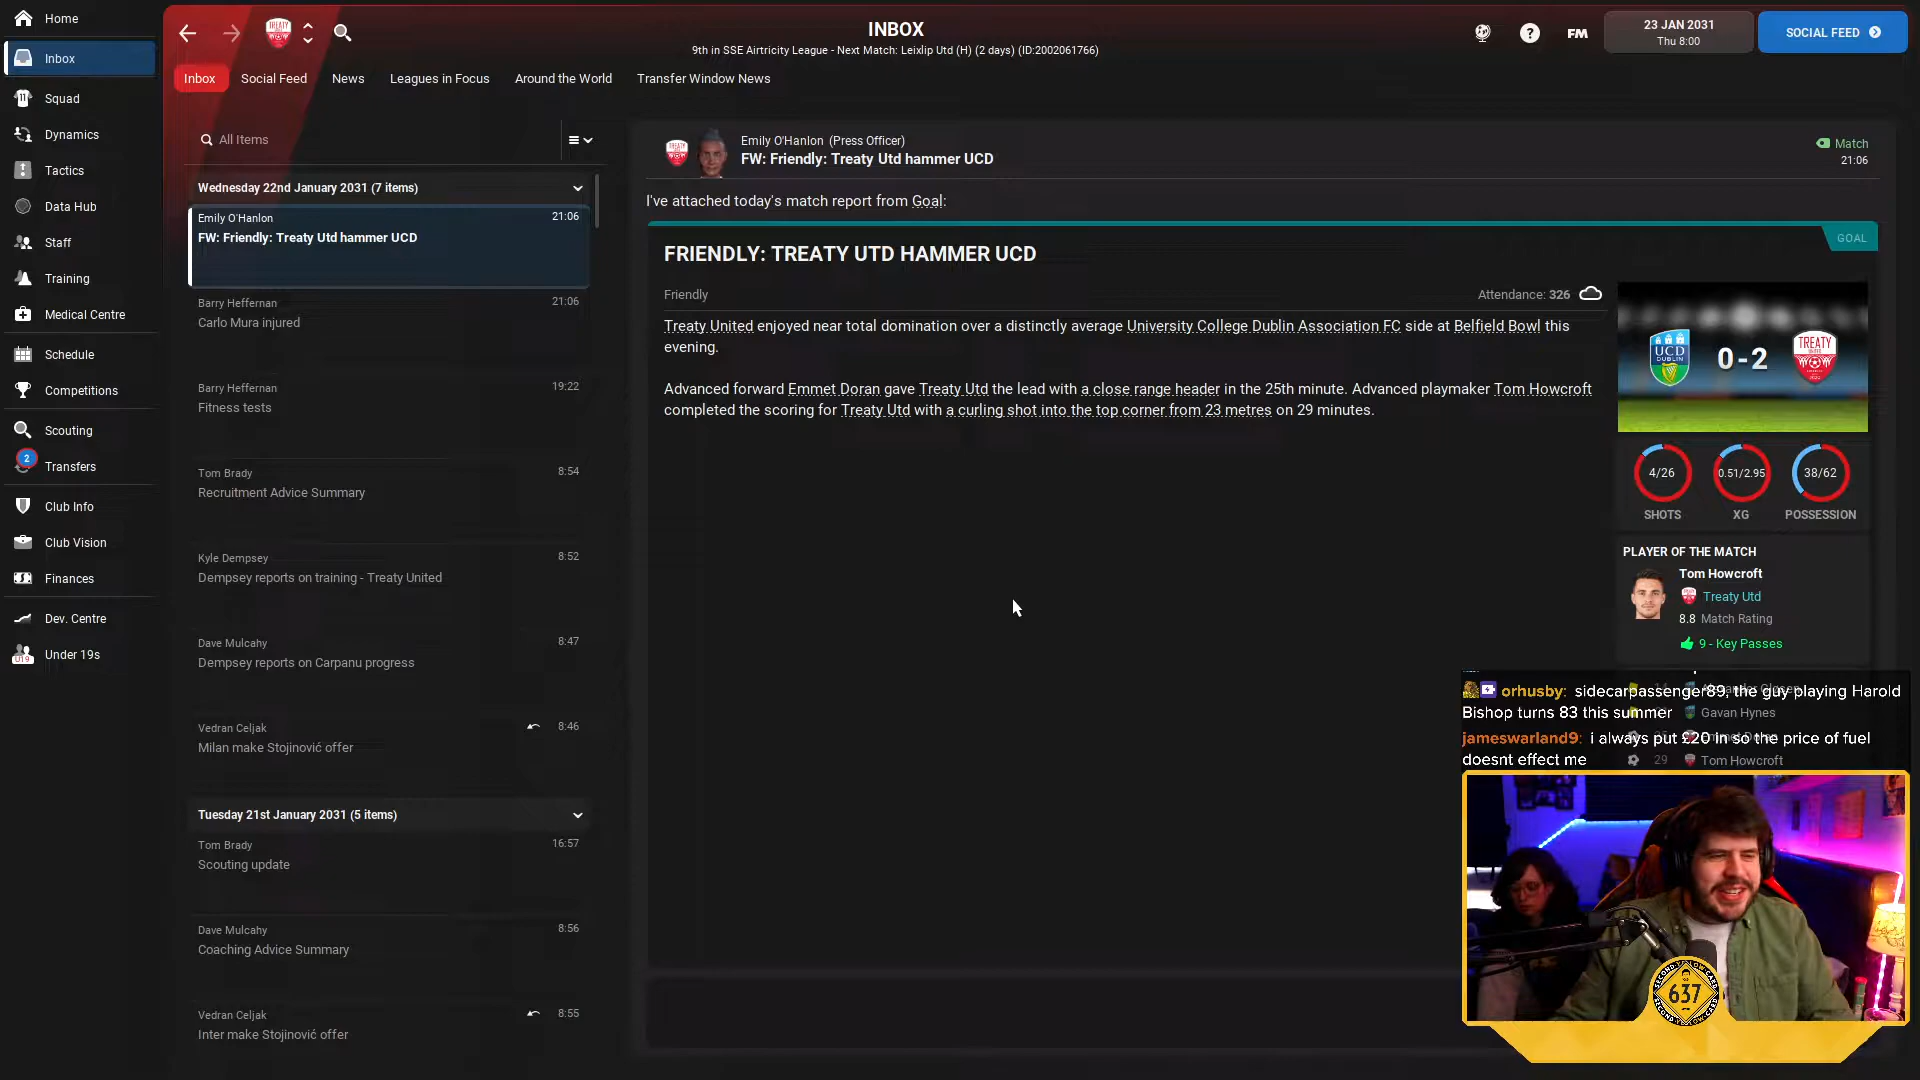 Home
Inbox
Squad
Dynamics
Tactics
Data Hub
Staff
Training
Medical Centre
Schedule
Competitions
Scouting
2
Transfers
Club Info
Club Vision
Finances
Dev. Centre
U19
Under 19s
TREATY
INBOX
9th in SSE Airtricity League - Next Match: Leixlip Utd (H) (2 days) (ID:2002061766)
?
FM
23 JAN 2031
Thu 8:00
SOCIAL FEED
Inbox
Social Feed
News
Leagues in Focus
Around the World
Transfer Window News
All Items
Wednesday 22nd January 2031 (7 items)
Emily O'Hanlon 21:06
FW: Friendly: Treaty Utd hammer UCD
Barry Heffernan 21:06
Carlo Mura injured
Barry Heffernan 19:22
Fitness tests
Tom Brady 8:54
Recruitment Advice Summary
Kyle Dempsey 8:52
Dempsey reports on training - Treaty United
Dave Mulcahy 8:47
Dempsey reports on Carpanu progress
Vedran Celjak 8:46
Milan make Stojinović offer
Tuesday 21st January 2031 (5 items)
Tom Brady 16:57
Scouting update
Dave Mulcahy 8:56
Coaching Advice Summary
Vedran Celjak 8:55
Inter make Stojinović offer
Emily O'Hanlon (Press Officer)
FW: Friendly: Treaty Utd hammer UCD
Match
21:06
I've attached today's match report from Goal:
GOAL
FRIENDLY: TREATY UTD HAMMER UCD
Friendly
Attendance: 326
Treaty United enjoyed near total domination over a distinctly average University College Dublin Association FC side at Belfield Bowl this
evening.
Advanced forward Emmet Doran gave Treaty Utd the lead with a close range header in the 25th minute. Advanced playmaker Tom Howcroft
completed the scoring for Treaty Utd with a curling shot into the top corner from 23 metres on 29 minutes.
UCD
DUBLIN
0-2
TREATY
4/26
0.51/2.95
38/62
SHOTS
XG
POSSESSION
PLAYER OF THE MATCH
Tom Howcroft
Treaty Utd
8.8 Match Rating
9 - Key Passes
orhusby: sidecarpassenger89, the guy playing Harold
Bishop turns 83 this summer
Gavan Hynes
jameswarland9: i always put £20 in so the price of fuel
doesnt effect me
29 Tom Howcroft
SECOND YELLOW CARD
637